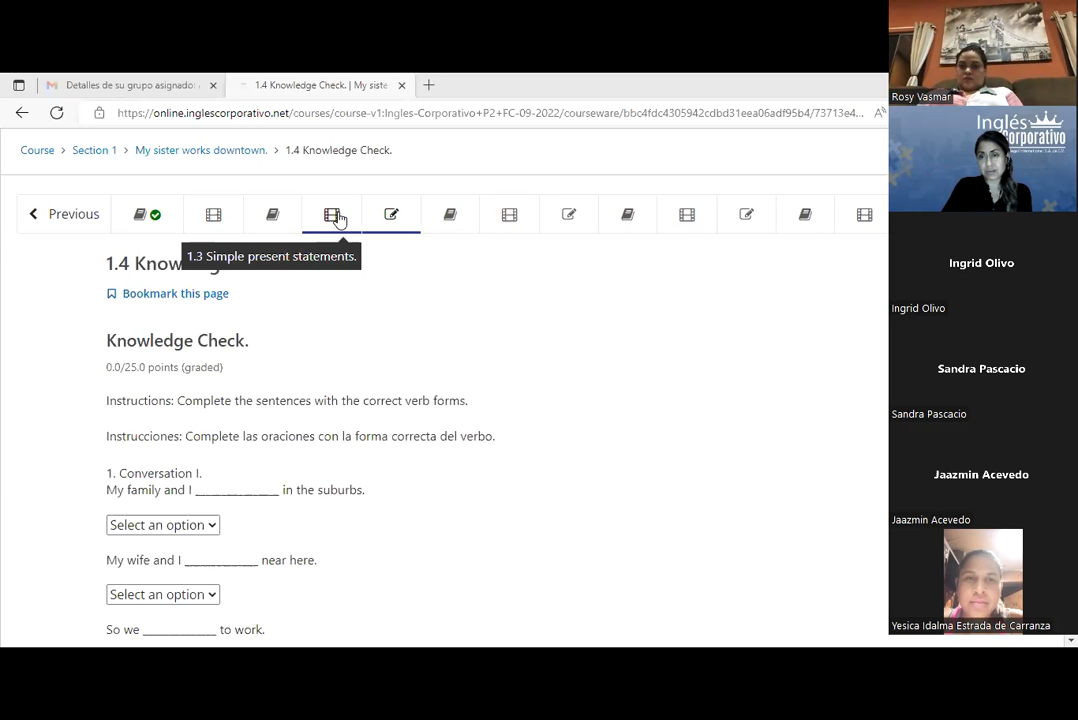 Detalles de su grupo asignado:
1.4 Knowledge Check. | My siste
https://online.inglescorporativo.net/courses/course-v1:Ingles-Corporativo+P2+FC-09-2022/courseware/bbc4fdc4305942cdbd31eea06adf95b4/73713e4...
Course > Section 1 > My sister works downtown. > 1.4 Knowledge Check.
Previous
1.3 Simple present statements.
1.4 Know
Bookmark this page
Knowledge Check.
0.0/25.0 points (graded)
Instructions: Complete the sentences with the correct verb forms.
Instrucciones: Complete las oraciones con la forma correcta del verbo.
1. Conversation I.
My family and I ______________ in the suburbs.
Select an option
My wife and I ____________ near here.
Select an option
So we ____________ to work.
Rosy Vasmar
Inglés
Corporativo
Ingrid Olivo
Ingrid Olivo
Sandra Pascacio
Sandra Pascacio
Jaazmin Acevedo
Jaazmin Acevedo
Yesica Idalma Estrada de Carranza